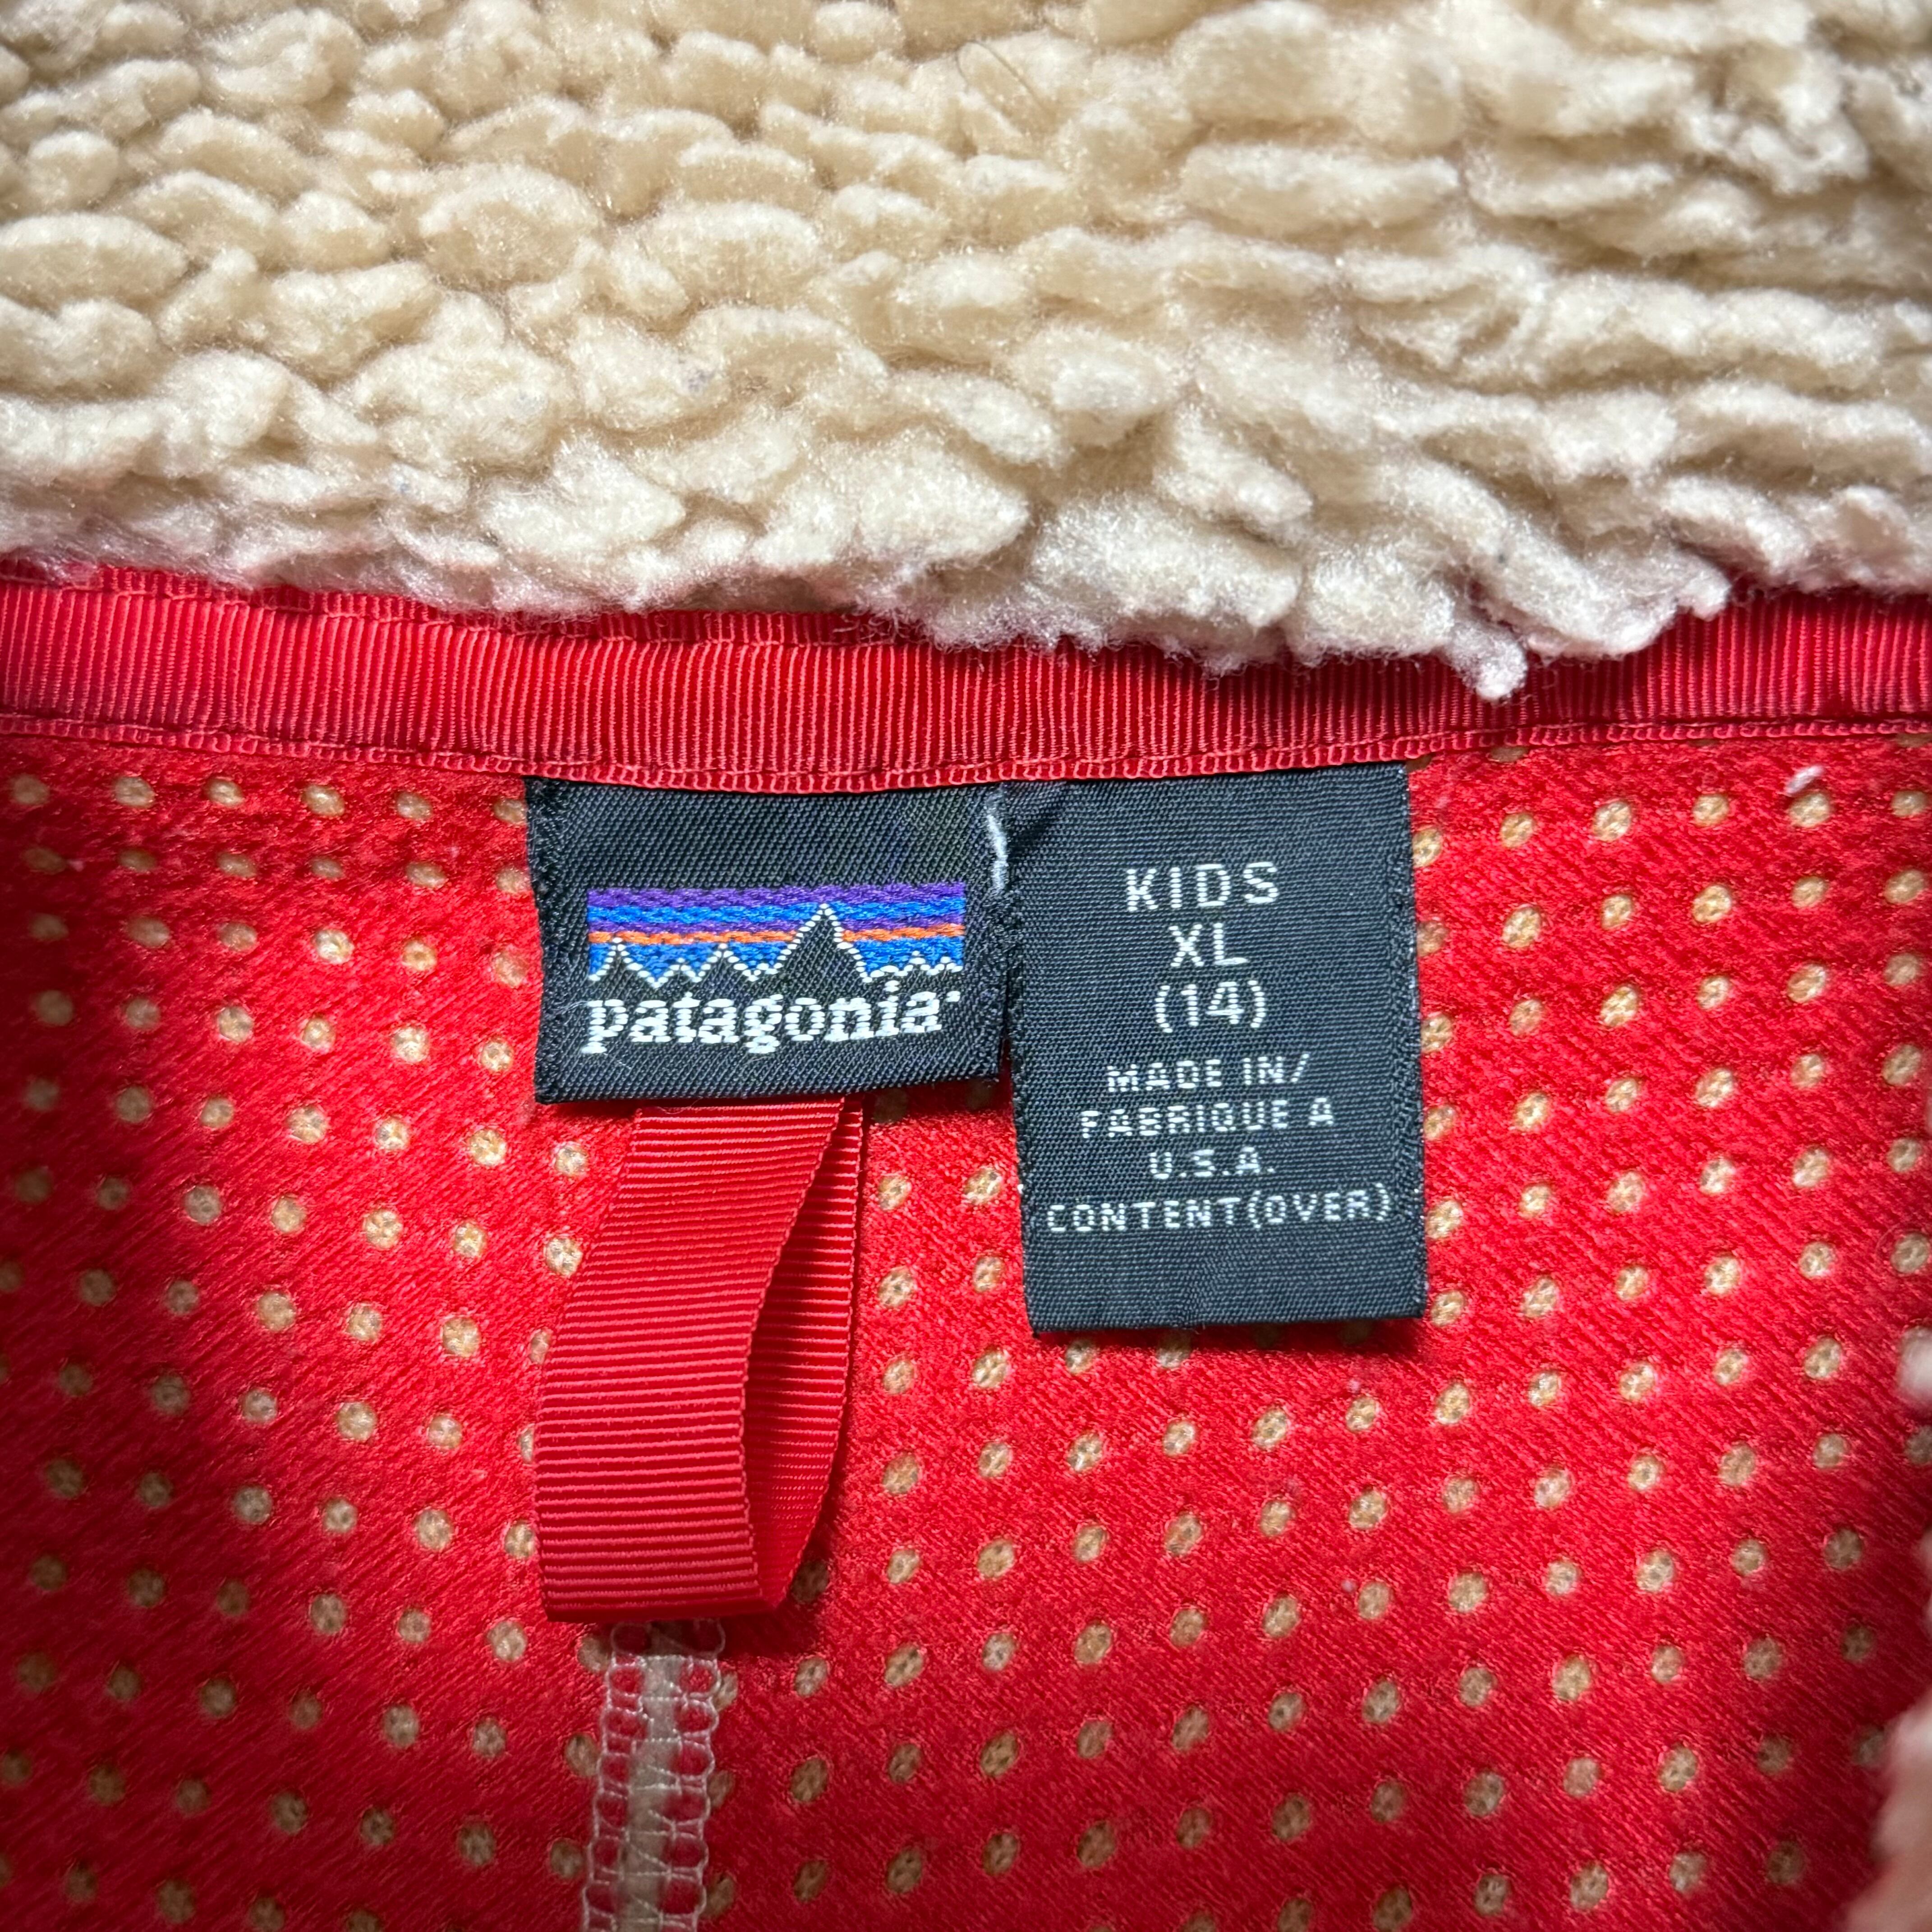 patagonia
KIDS
XL
(14)
MADE IN/
FABRIQUE A
U.S.A.
CONTENT(OVER)